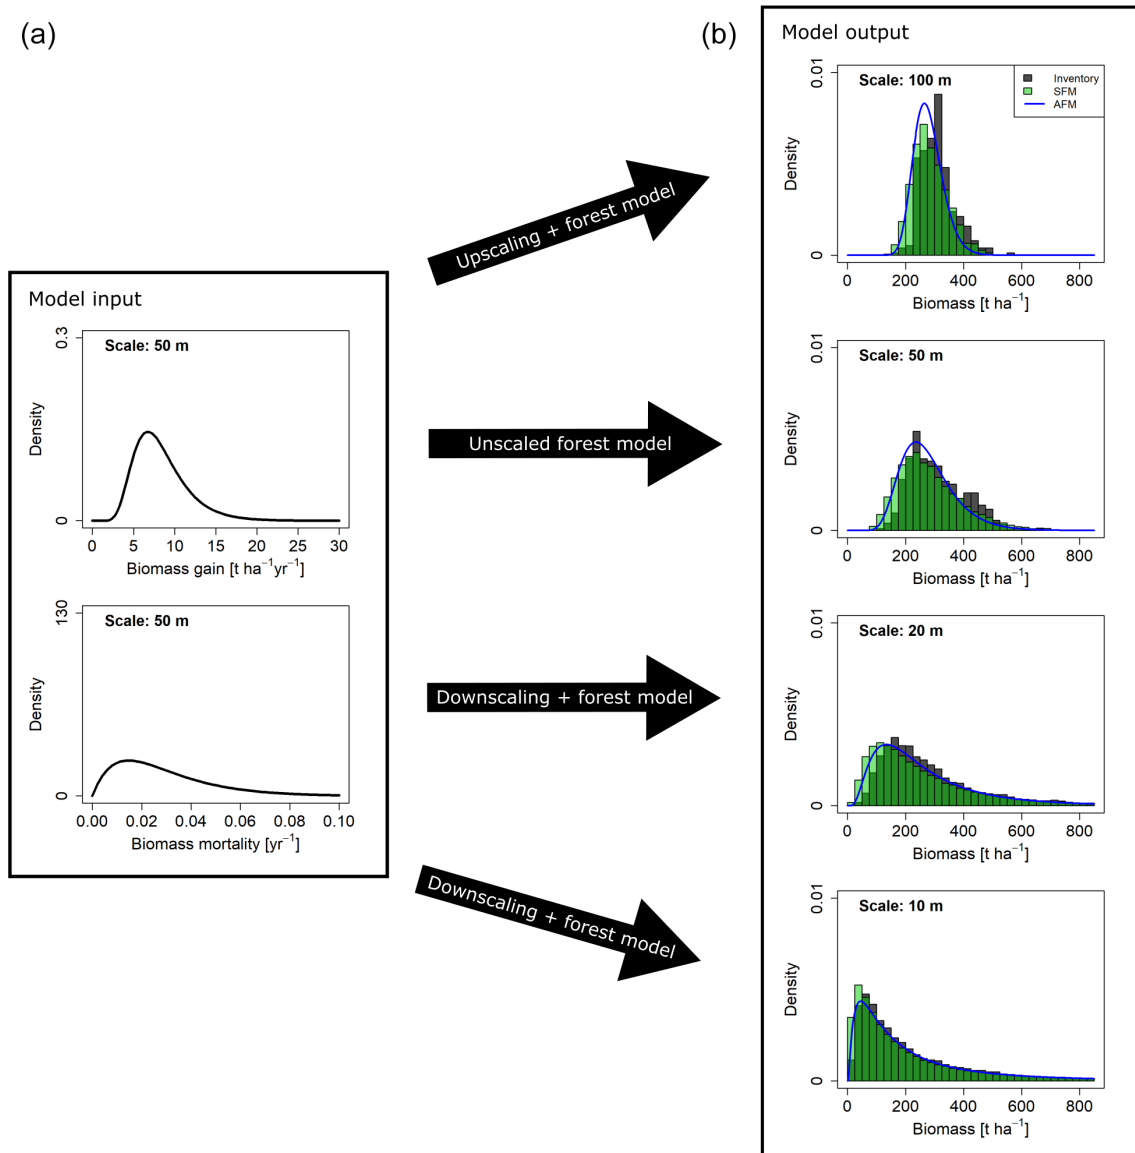 (a)
Model input
Scale: 50 m
Density
0.3
0
0 5 10 15 20 25 30
Biomass gain [t ha⁻¹yr⁻¹]
Scale: 50 m
Density
130
0
0.00 0.02 0.04 0.06 0.08 0.10
Biomass mortality [yr⁻¹]
Upscaling + forest model
Unscaled forest model
Downscaling + forest model
Downscaling + forest model
(b)
Model output
Scale: 100 m
Inventory
SFM
AFM
Density
0.01
0
0 200 400 600 800
Biomass [t ha⁻¹]
Scale: 50 m
Density
0.01
0
0 200 400 600 800
Biomass [t ha⁻¹]
Scale: 20 m
Density
0.01
0
0 200 400 600 800
Biomass [t ha⁻¹]
Scale: 10 m
Density
0.01
0
0 200 400 600 800
Biomass [t ha⁻¹]